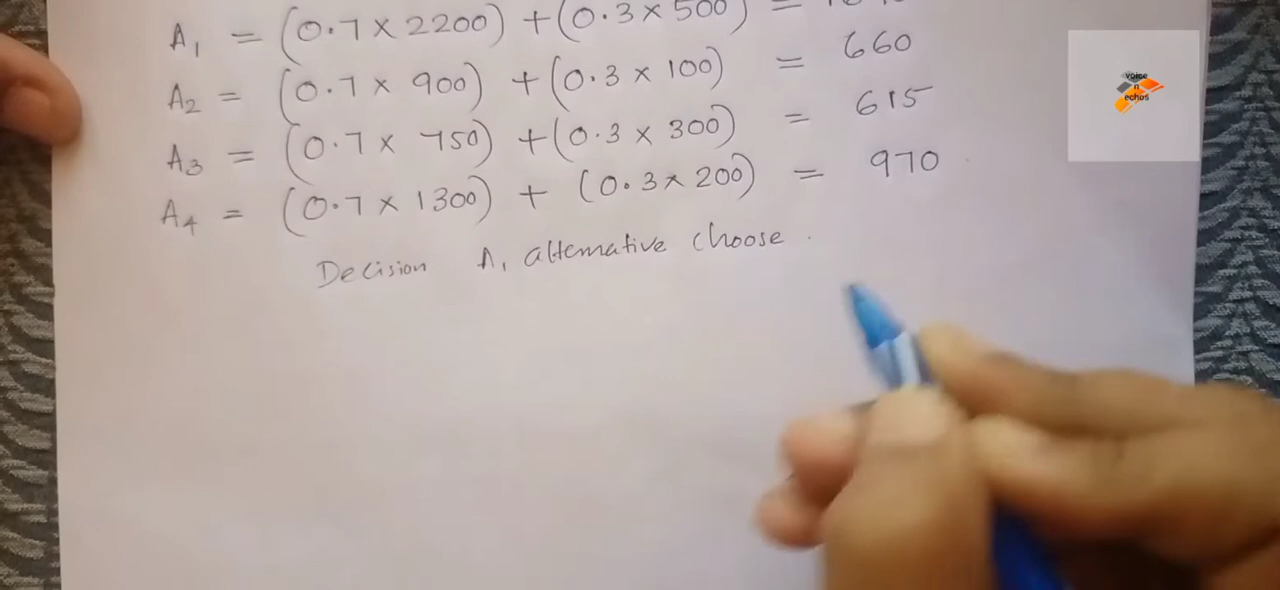 A1 = (0.7 × 2200) + (0.3 × 500) =
A2 = (0.7 × 900) + (0.3 × 100) = 660
A3 = (0.7 × 750) + (0.3 × 300) = 615
A4 = (0.7 × 1300) + (0.3 × 200) = 970
Decision A1 alternative choose.
voice
n
echos